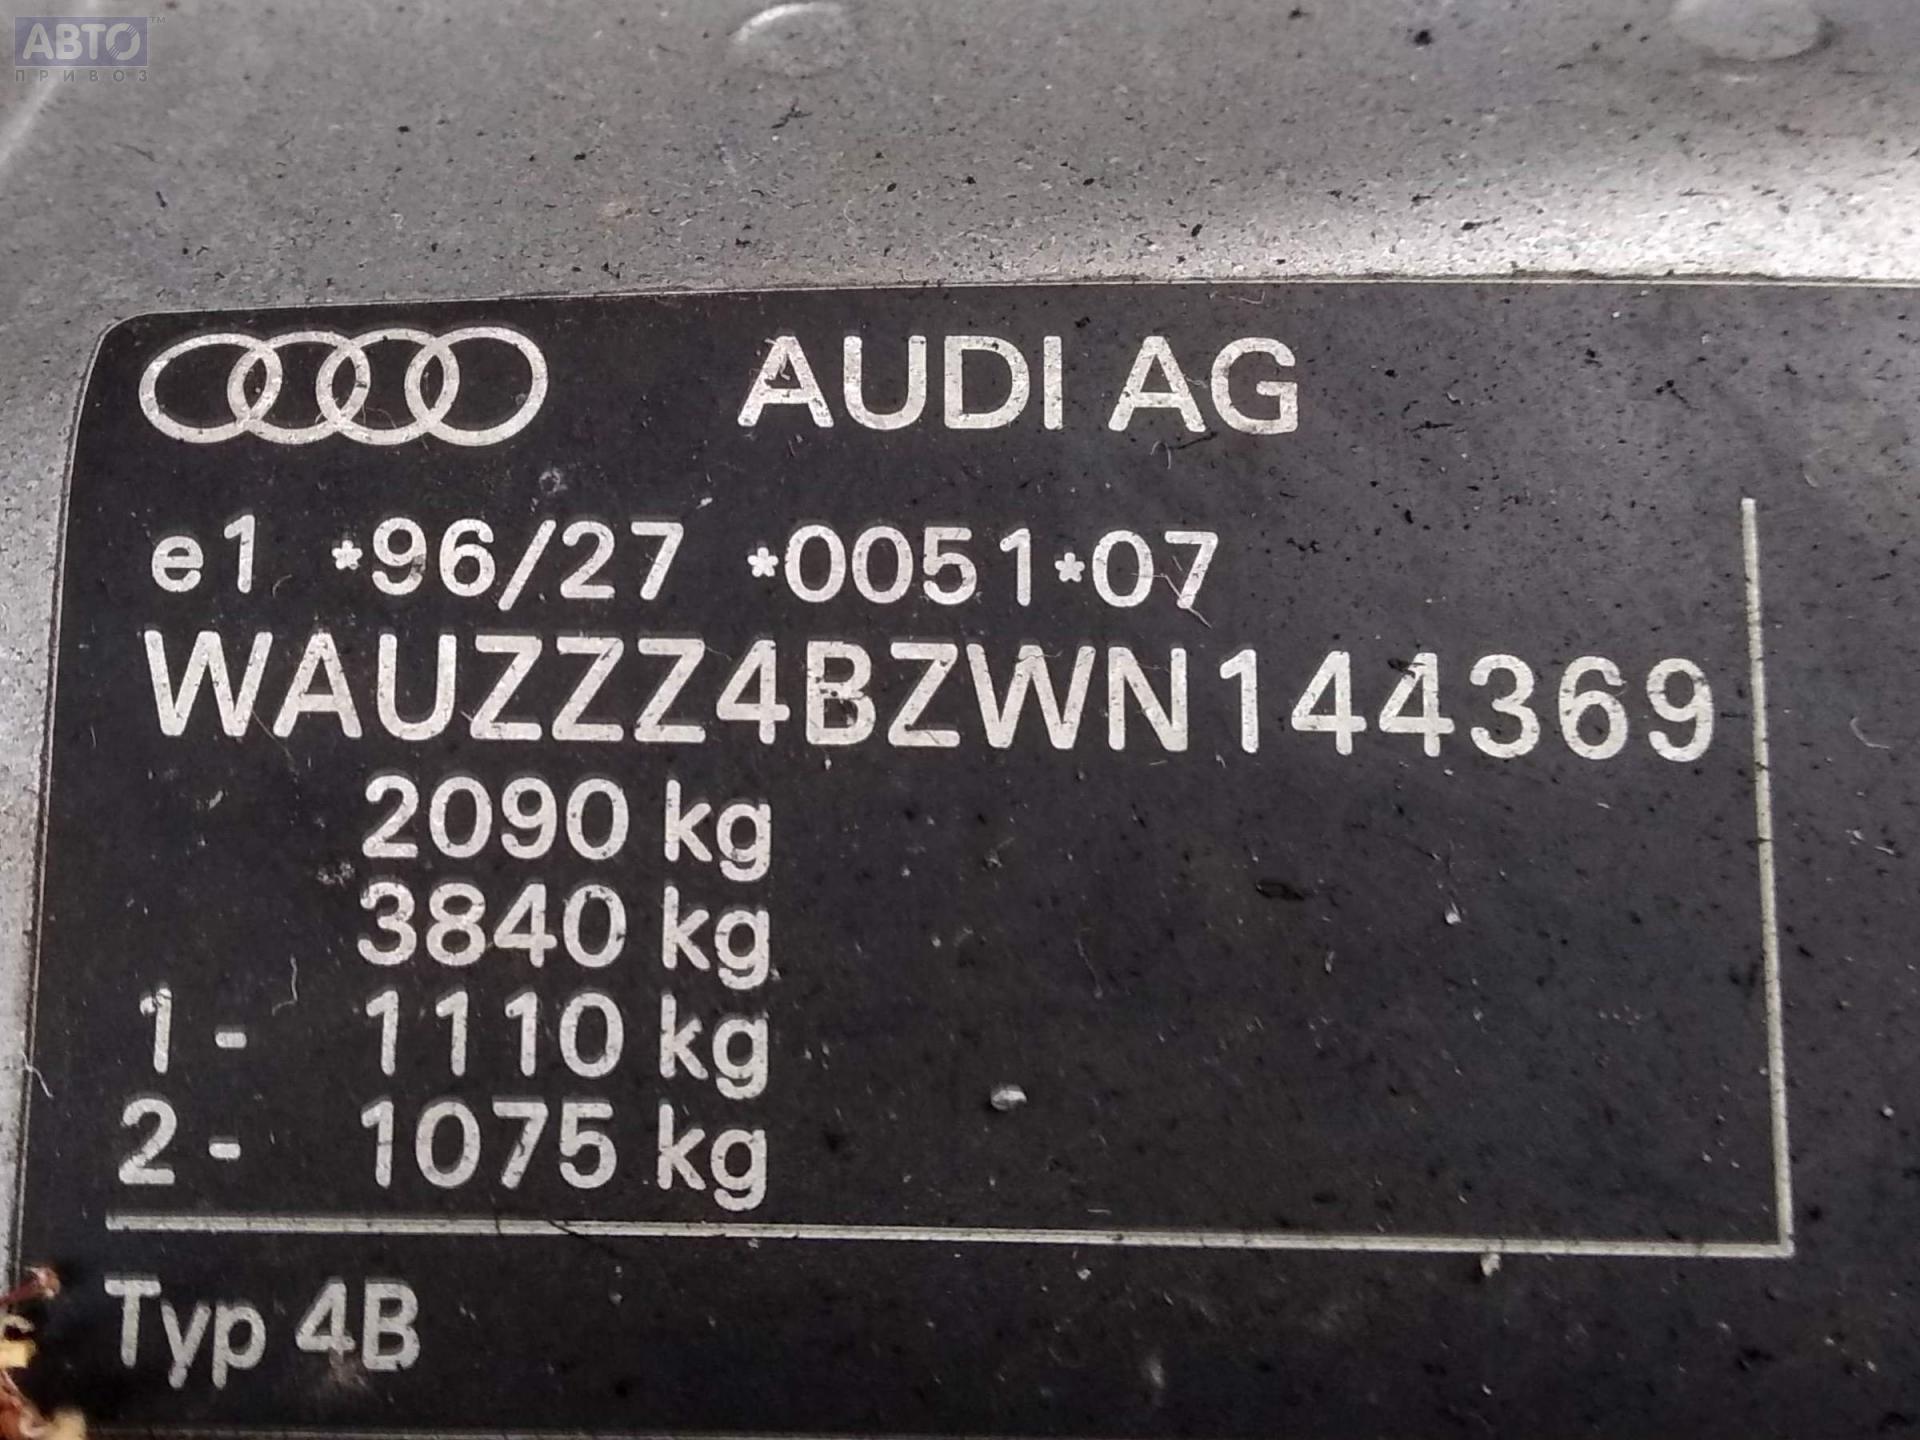 АВТО™
ПРИВОЗ
AUDI AG
e1 *96/27 *0051*07
WAUZZZ4BZWN144369
2090 kg
3840 kg
1- 1110 kg
2- 1075 kg
Typ 4B